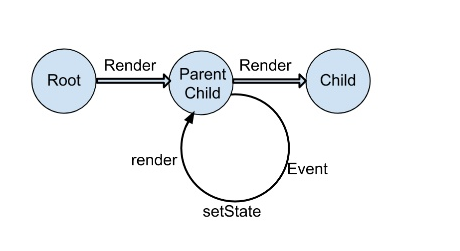 Render
Render
Root
Parent
Child
Child
render
Event
setState